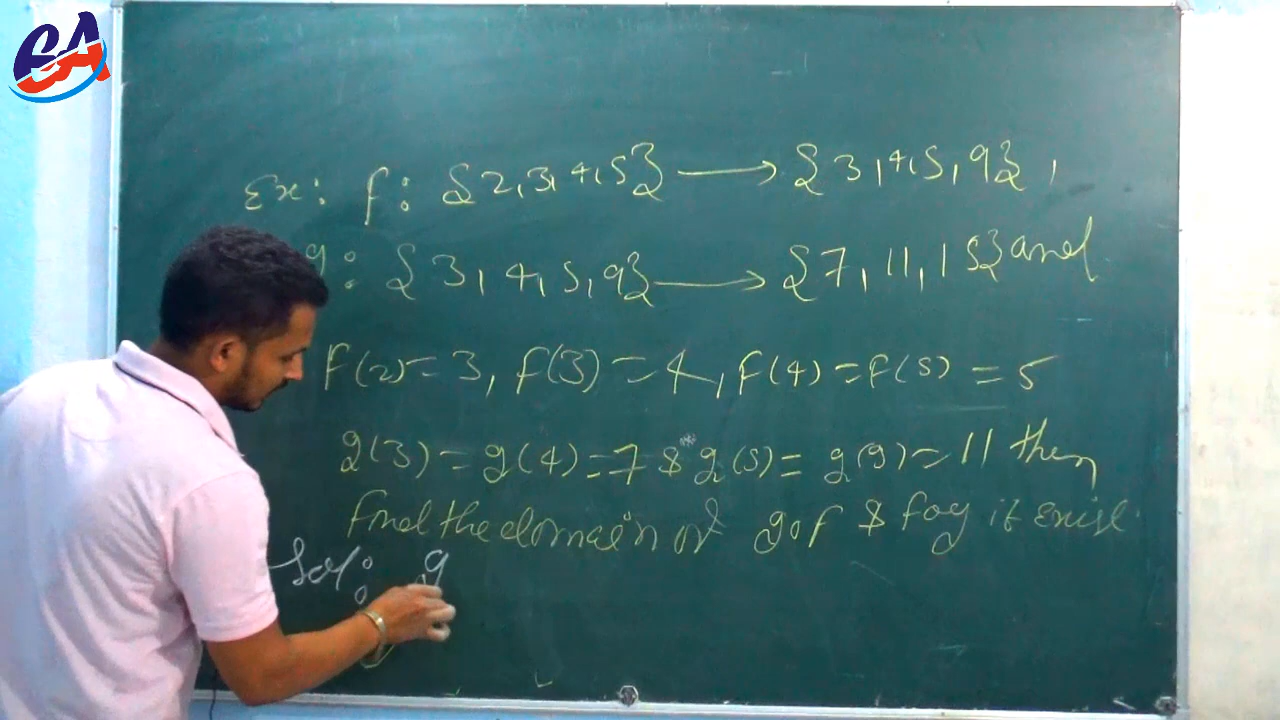 EA
Ex: f: {2,3,4,5} ⟶ {3,4,5,9},
g: {3,4,5,9} ⟶ {7,11,15} and
f(2) = 3, f(3) = 4, f(4) = f(5) = 5
g(3) = g(4) = 7 & g(5) = g(9) = 11 then
find the domain of gof & fog if exist.
Sol: g